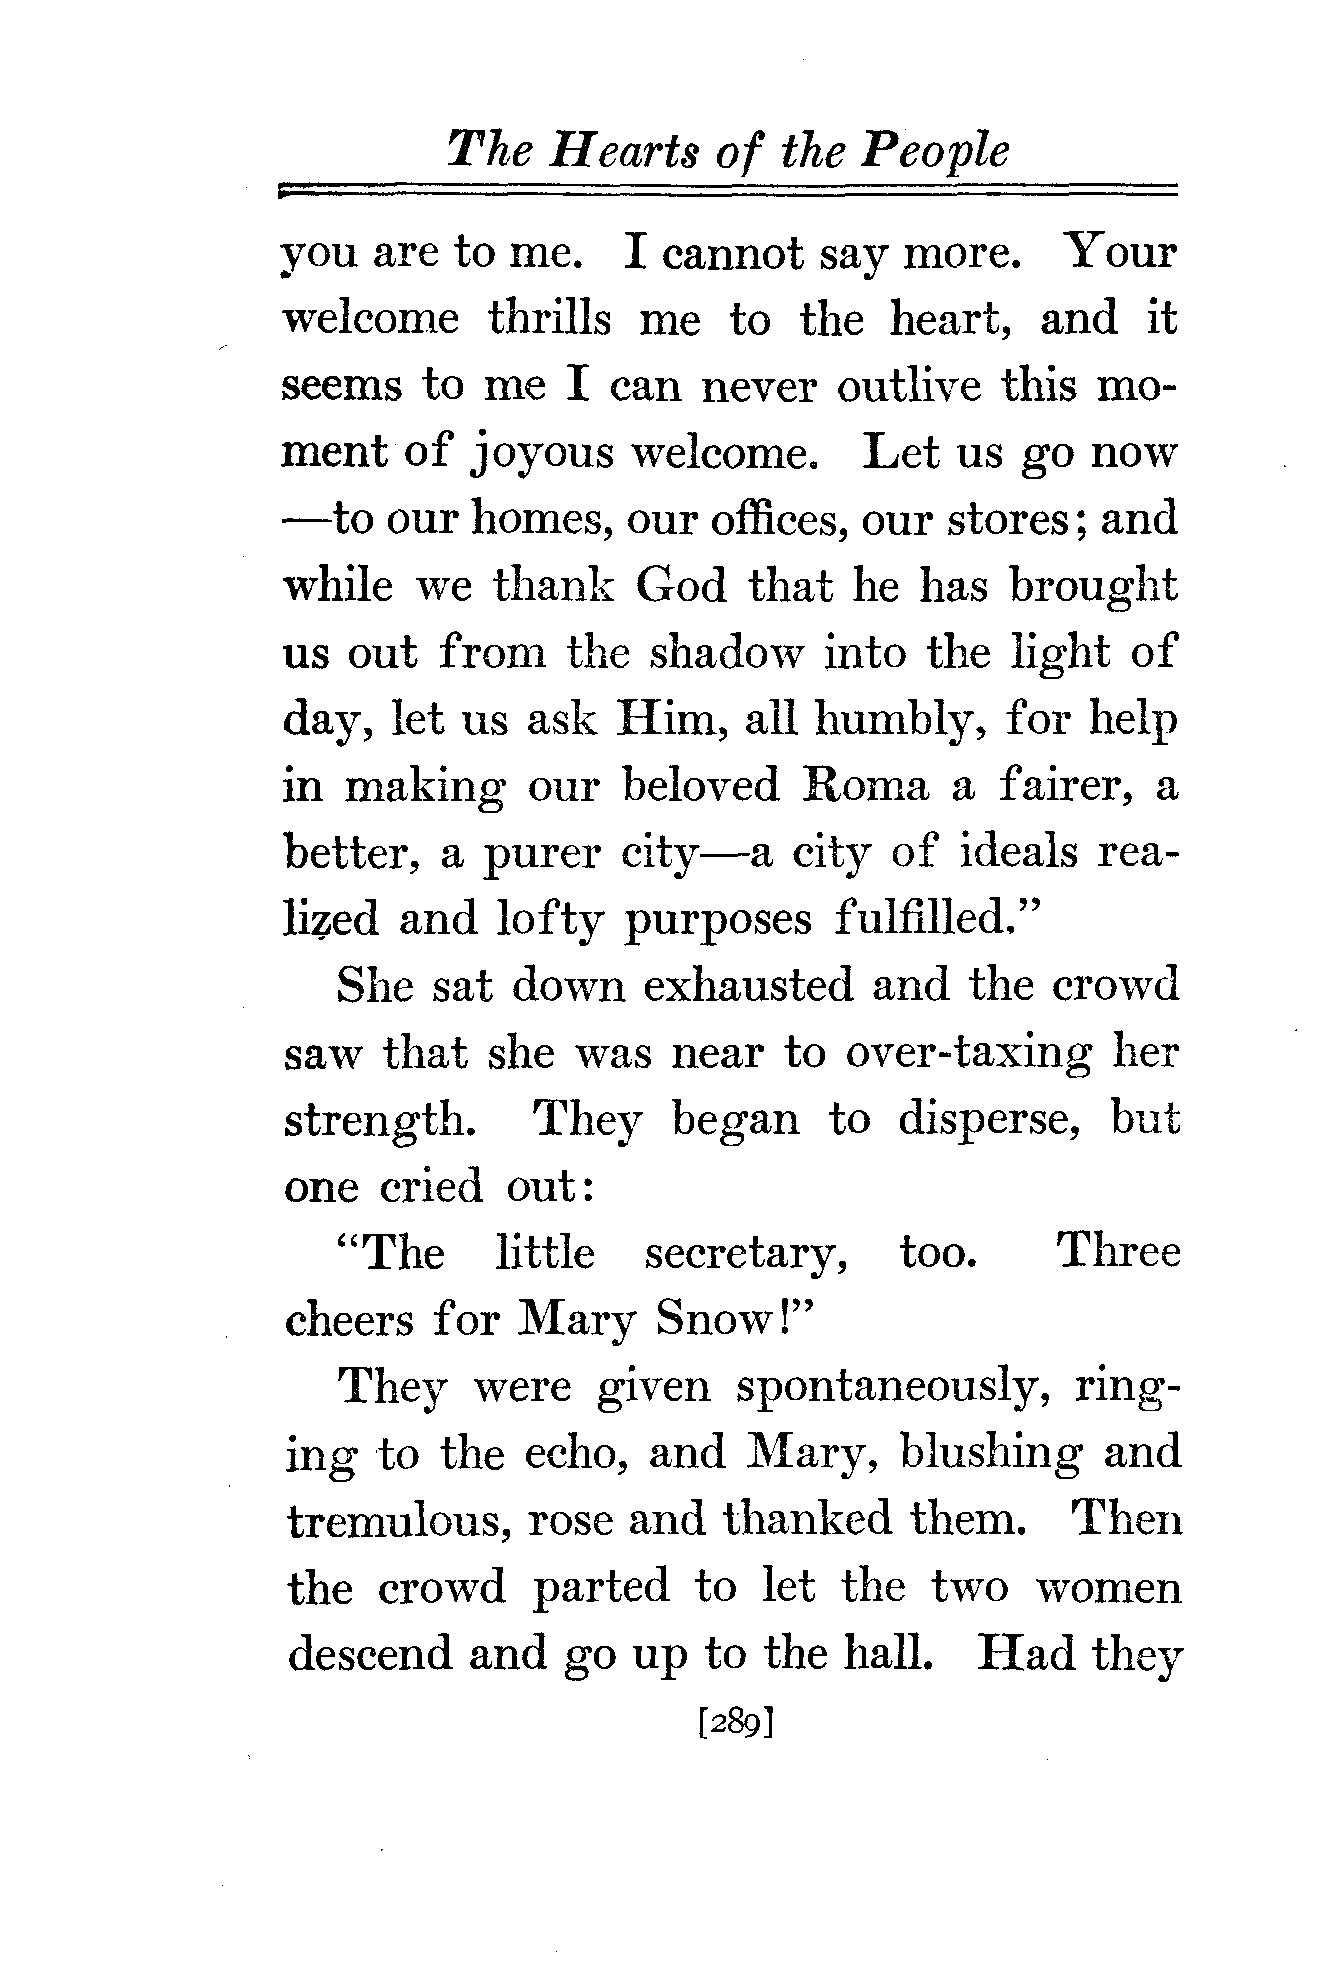 The Hearts of the People
you are to me. I cannot say more. Your
welcome thrills me to the heart, and it
seems to me I can never outlive this mo-
ment of joyous welcome. Let us go now
—to our homes, our offices, our stores; and
while we thank God that he has brought
us out from the shadow into the light of
day, let us ask Him, all humbly, for help
in making our beloved Roma a fairer, a
better, a purer city—a city of ideals rea-
lized and lofty purposes fulfilled.”
She sat down exhausted and the crowd
saw that she was near to over-taxing her
strength. They began to disperse, but
one cried out:
“The little secretary, too. Three
cheers for Mary Snow!”
They were given spontaneously, ring-
ing to the echo, and Mary, blushing and
tremulous, rose and thanked them. Then
the crowd parted to let the two women
descend and go up to the hall. Had they
[289]